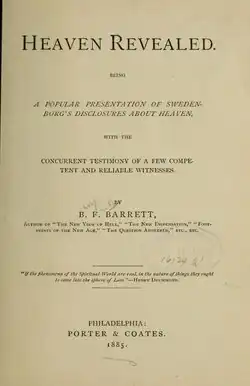 HEAVEN REVEALED.
BEING
A POPULAR PRESENTATION OF SWEDEN-
BORG'S DISCLOSURES ABOUT HEAVEN,
WITH THE
CONCURRENT TESTIMONY OF A FEW COMPE-
TENT AND RELIABLE WITNESSES.
BY
B. F. BARRETT,
AUTHOR OF "THE NEW VIEW OF HELL," "THE NEW DISPENSATION," "FOOT-
PRINTS OF THE NEW AGE," "THE QUESTION ANSWERED," ETC., ETC.
"If the phenomena of the Spiritual World are real, in the nature of things they ought
to come into the sphere of Law."—HENRY DRUMMOND.
PHILADELPHIA:
PORTER & COATES.
1885.